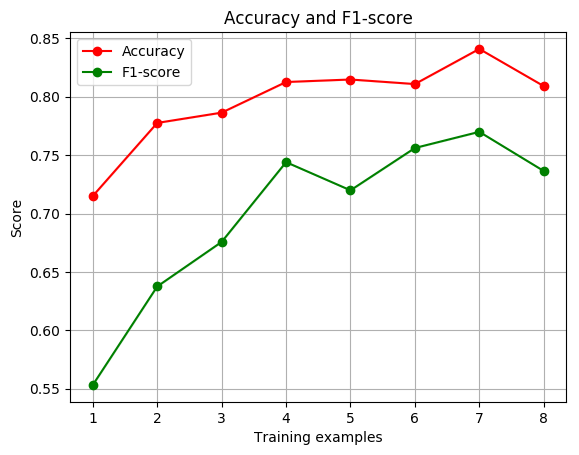 Accuracy and F1-score
Accuracy
F1-score
Score
0.85
0.80
0.75
0.70
0.65
0.60
0.55
1 2 3 4 5 6 7 8
Training examples